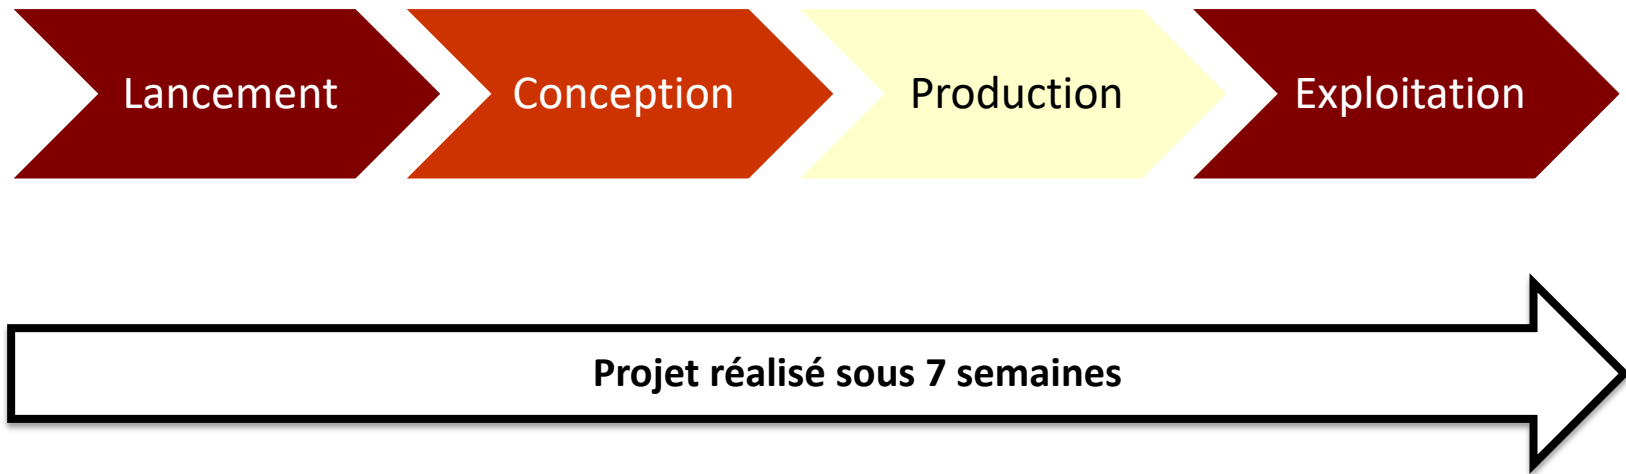 Lancement
Conception
Production
Exploitation
Projet réalisé sous 7 semaines